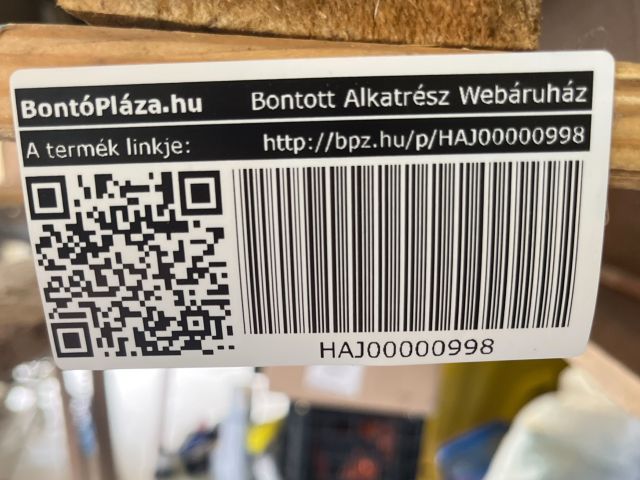 BontóPláza.hu Bontott Alkatrész Webáruház
A termék linkje: http://bpz.hu/p/HAJ00000998
HAJ00000998